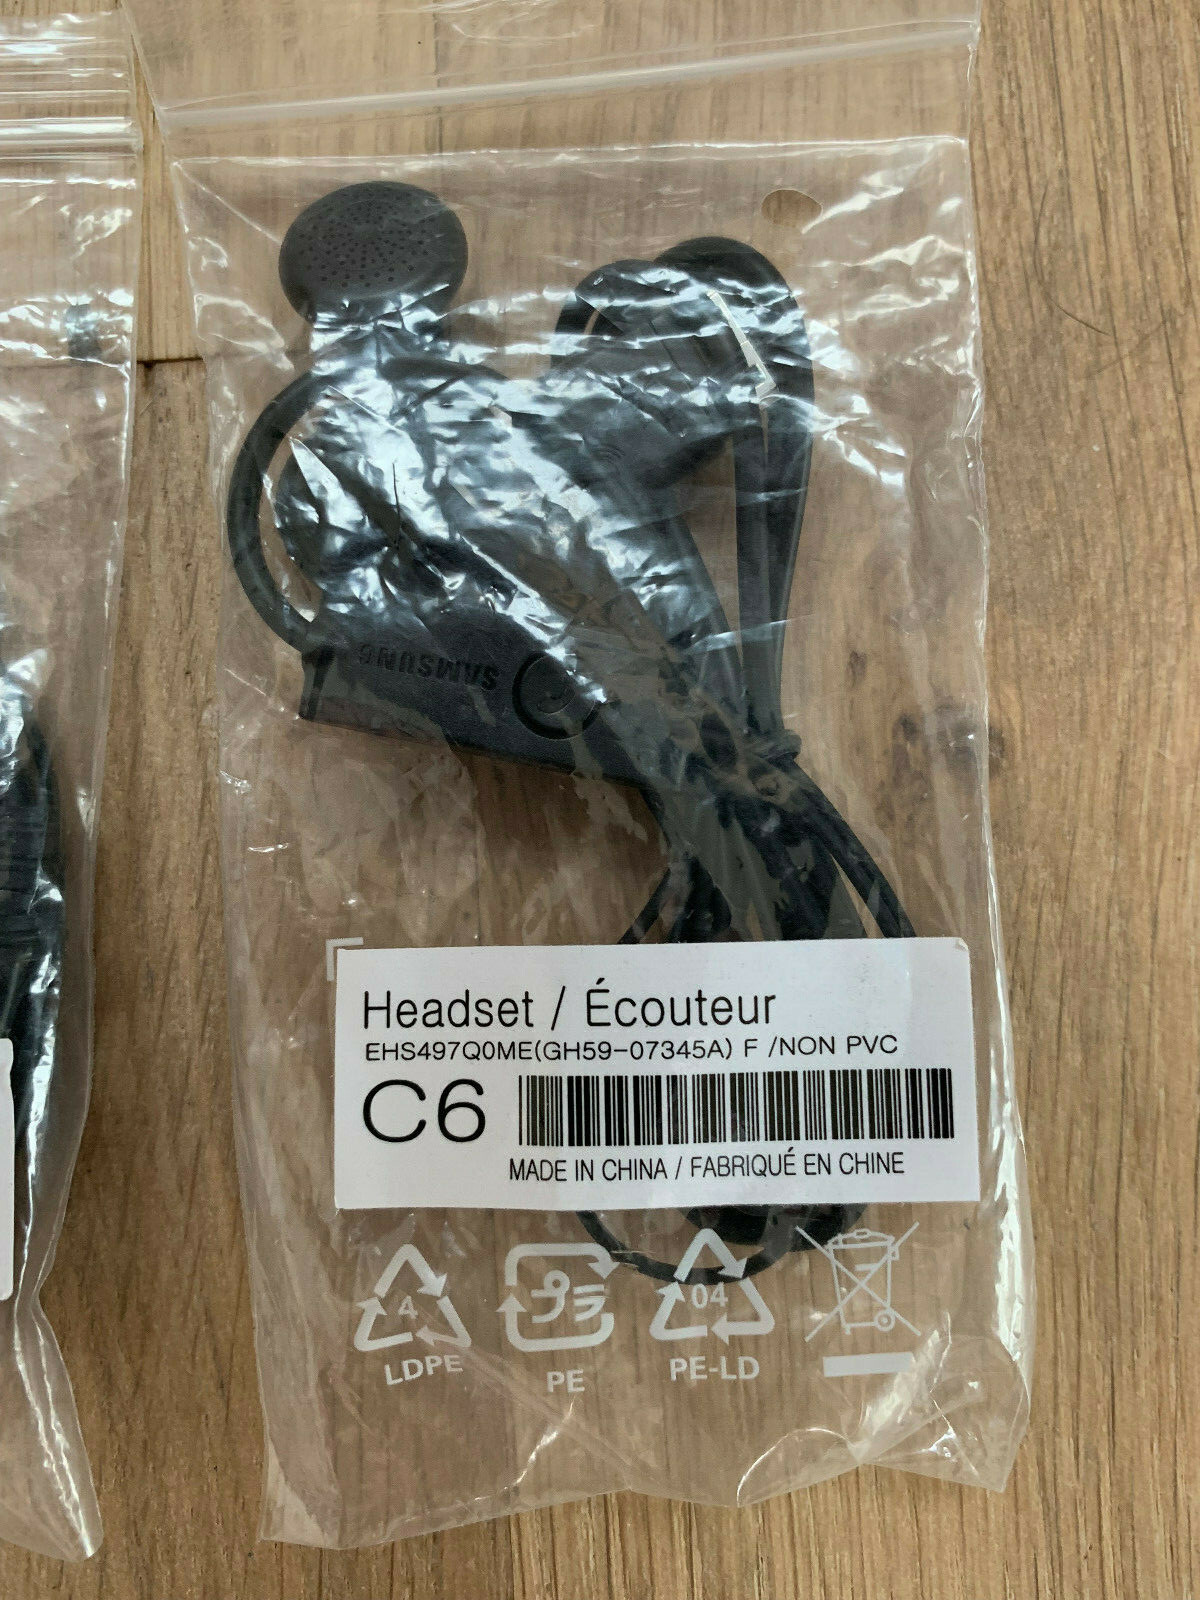 SAMSUNG
Headset / Écouteur
EHS497Q0ME(GH59-07345A) F /NON PVC
C6
MADE IN CHINA / FABRIQUÉ EN CHINE
4 04
LDPE PE PE-LD